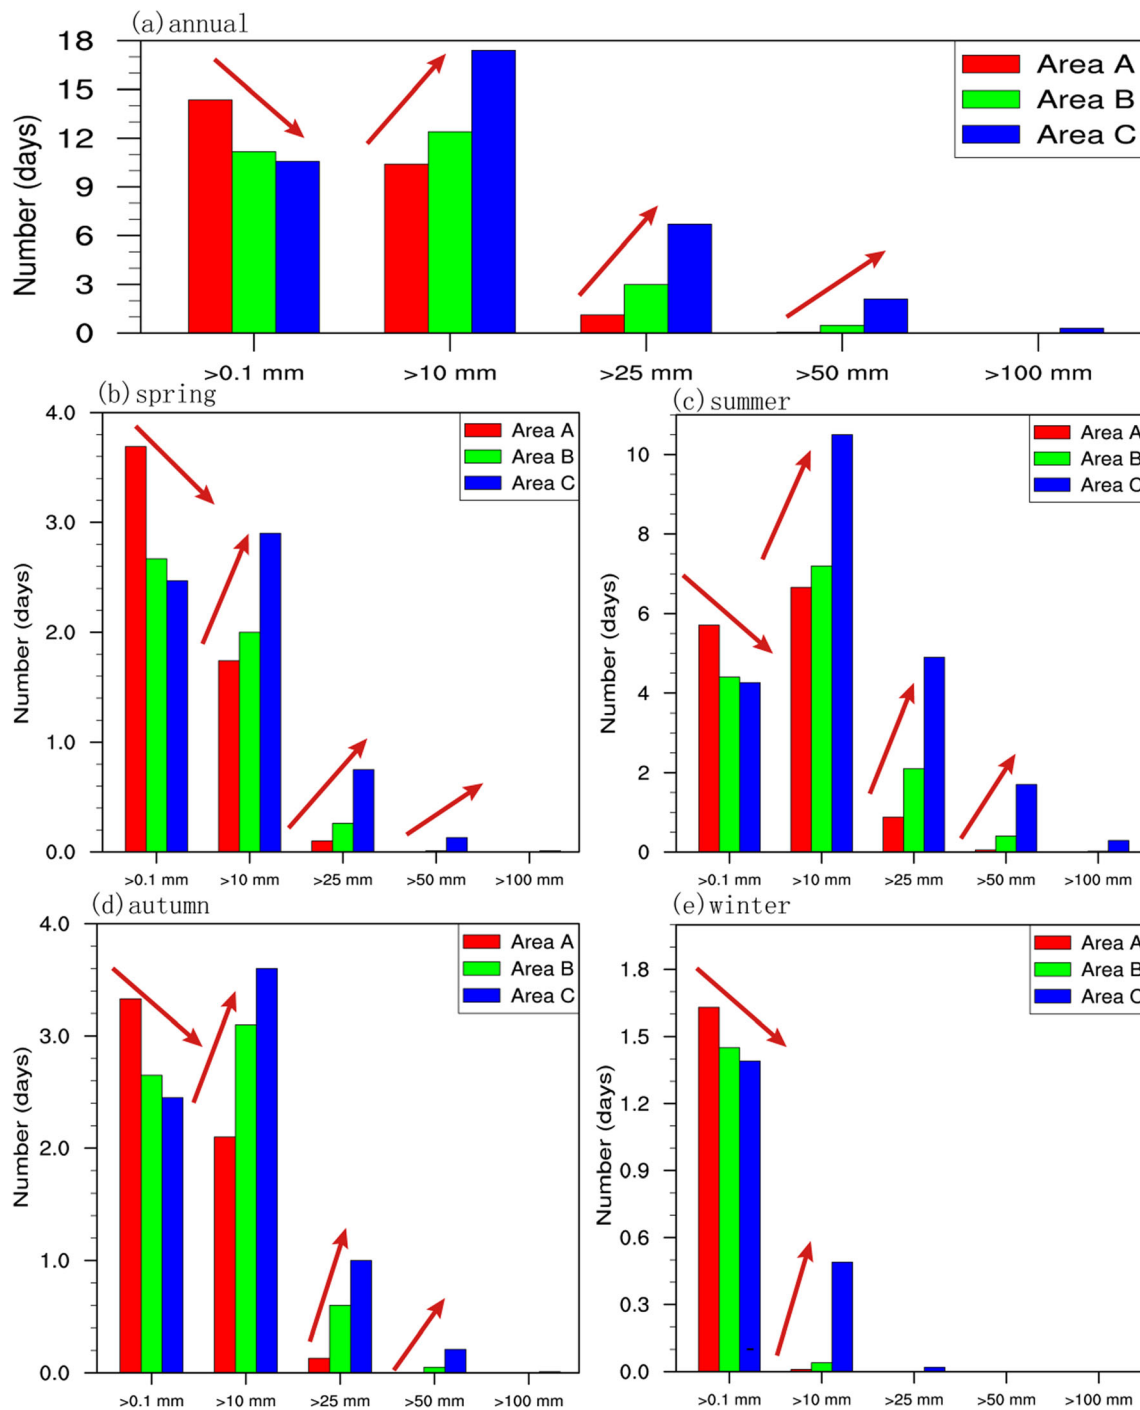 (a)annual
18
15
12
9
6
3
0
Number (days)
Area A
Area B
Area C
>0.1 mm >10 mm >25 mm >50 mm >100 mm
(b)spring
4.0
3.0
2.0
1.0
0.0
Number (days)
Area A
Area B
Area C
>0.1 mm >10 mm >25 mm >50 mm >100 mm
(c)summer
10
8
6
4
2
0
Number (days)
Area A
Area B
Area C
>0.1 mm >10 mm >25 mm >50 mm >100 mm
(d)autumn
4.0
3.0
2.0
1.0
0.0
Number (days)
Area A
Area B
Area C
>0.1 mm >10 mm >25 mm >50 mm >100 mm
(e)winter
1.8
1.5
1.2
0.9
0.6
0.3
0.0
Number (days)
Area A
Area B
Area C
>0.1 mm >10 mm >25 mm >50 mm >100 mm